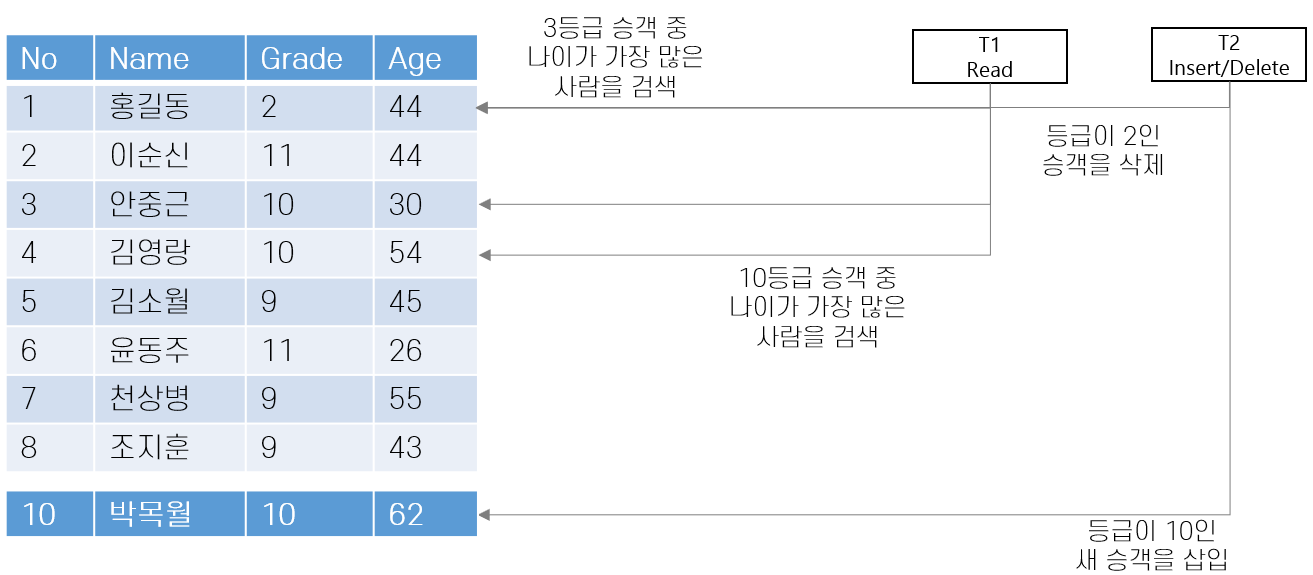 3등급 승객 중
나이가 가장 많은
사람을 검색
T1
Read
T2
Insert/Delete
No Name Grade Age
1 홍길동 2 44
2 이순신 11 44
3 안중근 10 30
4 김영랑 10 54
5 김소월 9 45
6 윤동주 11 26
7 천상병 9 55
8 조지훈 9 43
등급이 2인
승객을 삭제
10등급 승객 중
나이가 가장 많은
사람을 검색
10 박목월 10 62
등급이 10인
새 승객을 삽입